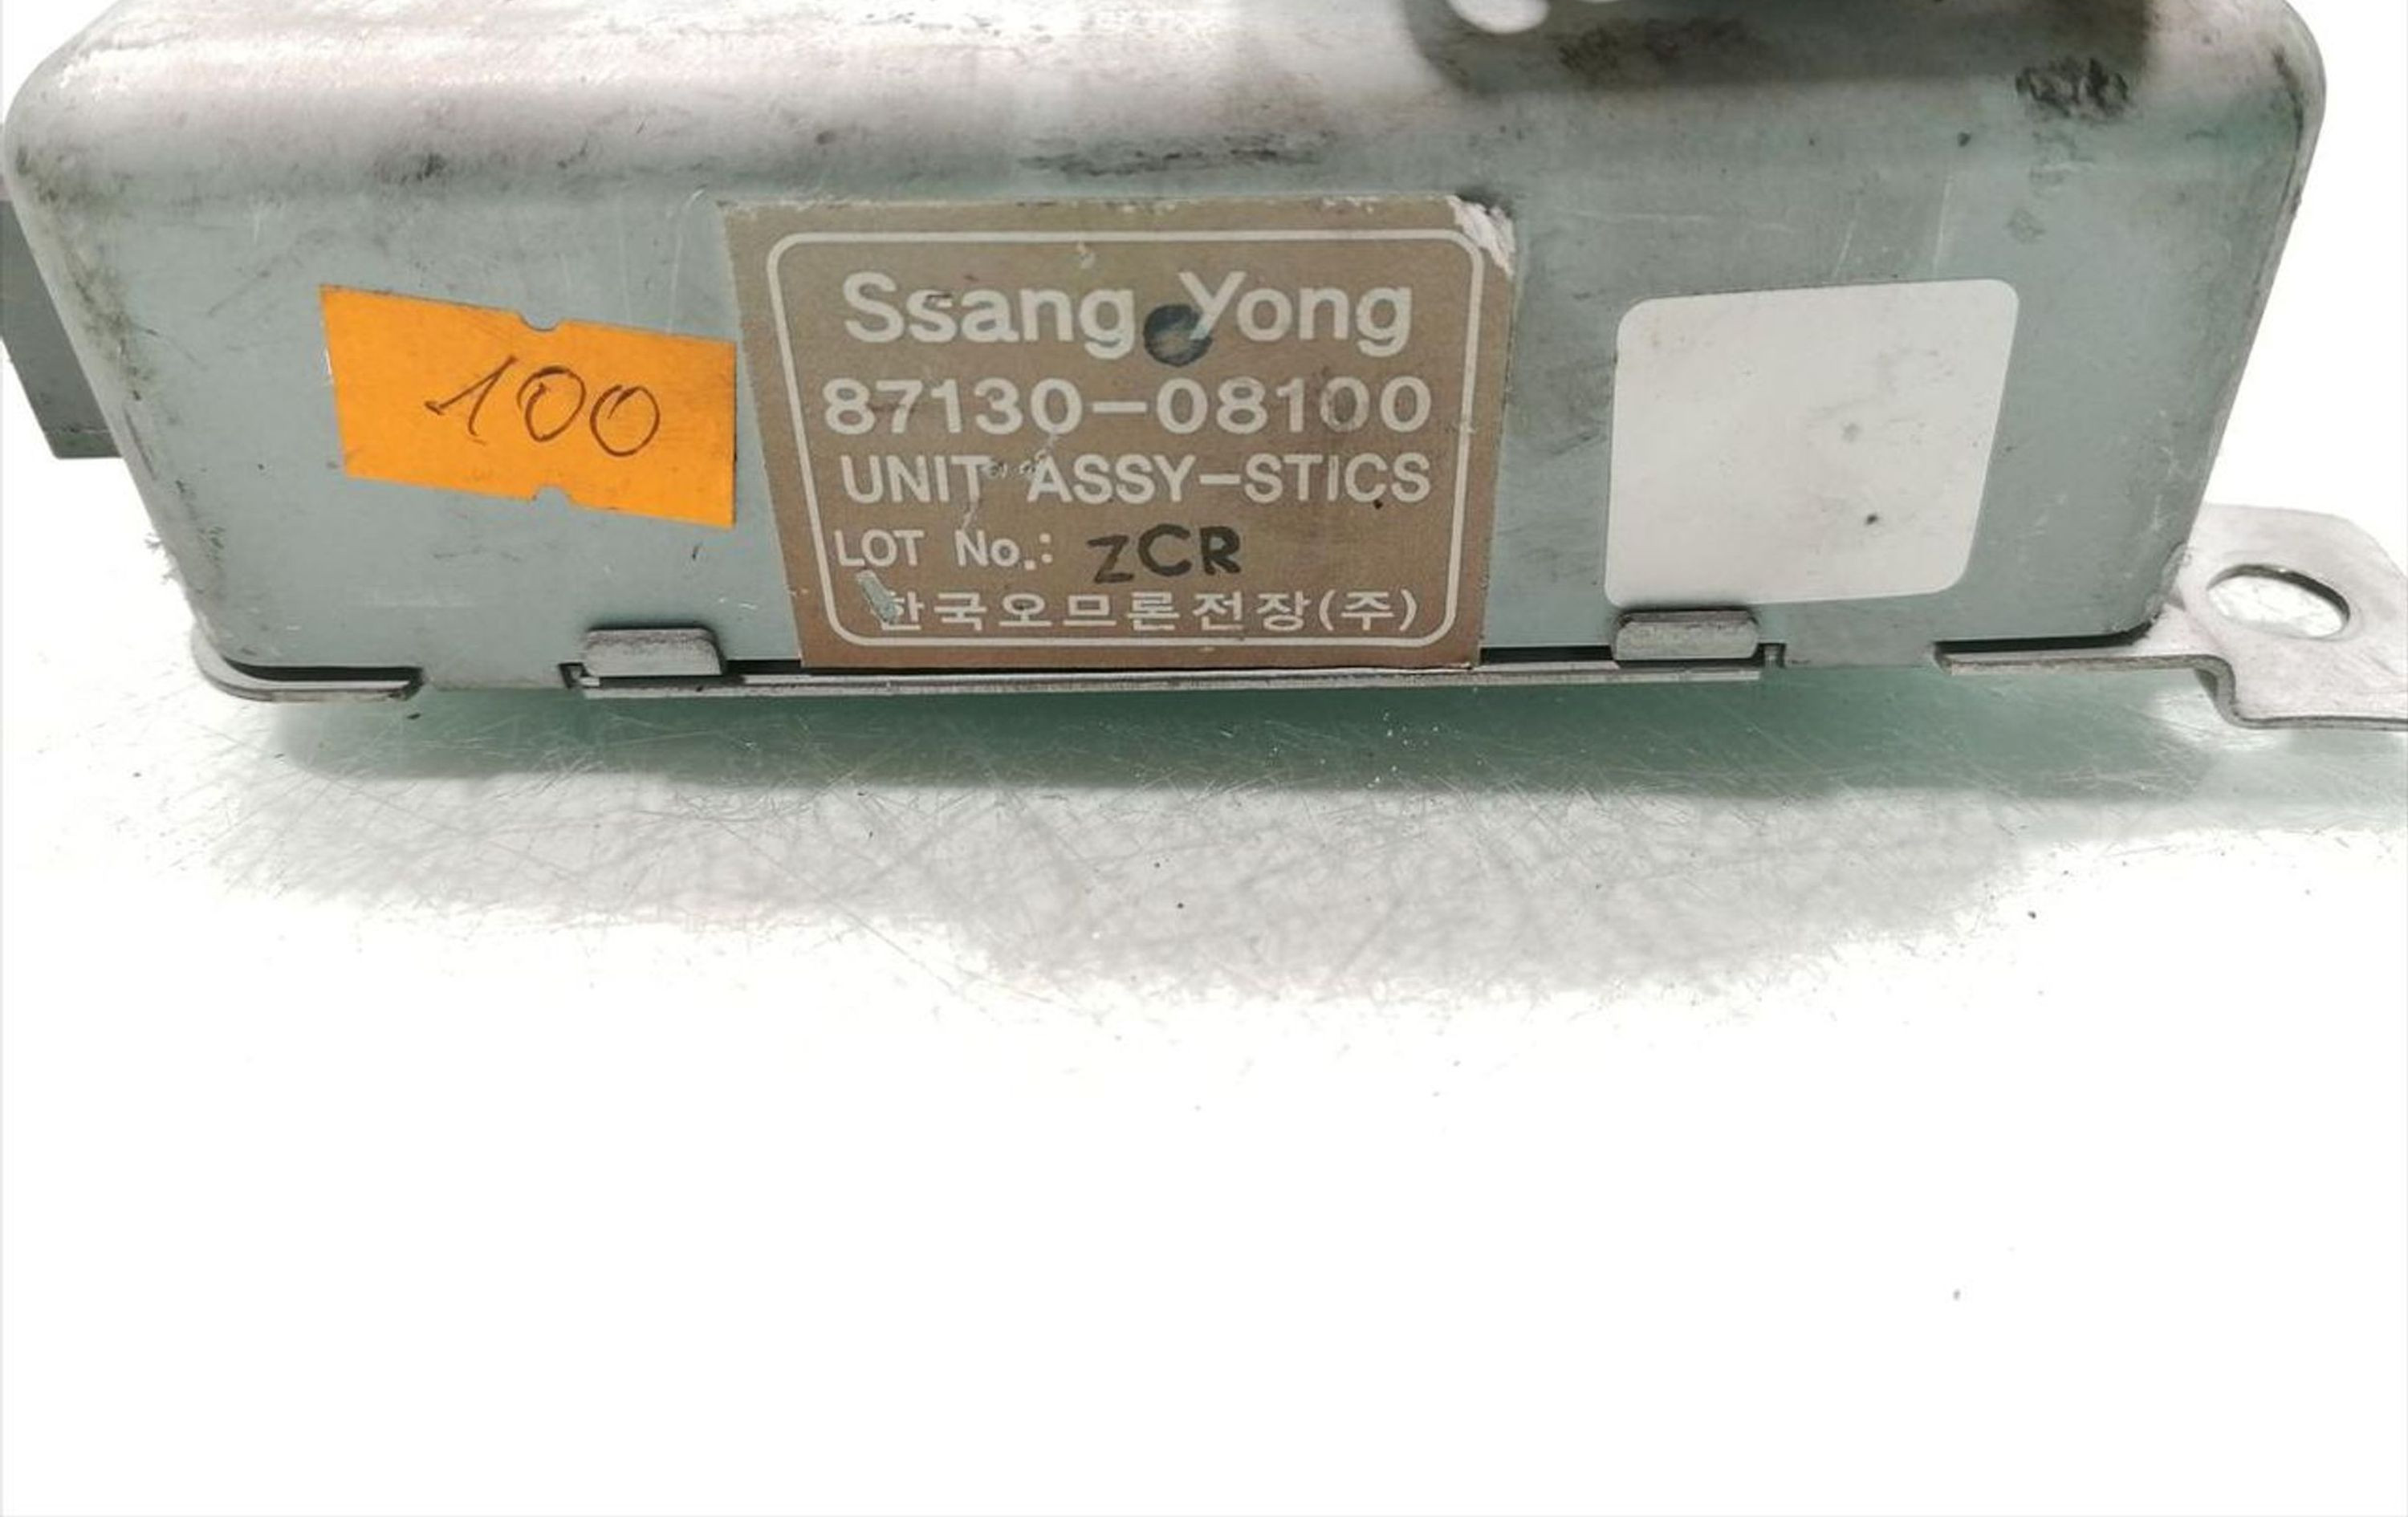 100
Ssang Yong
87130-08100
UNIT ASSY-STICS
LOT No.: ZCR
한국오므론전장(주)